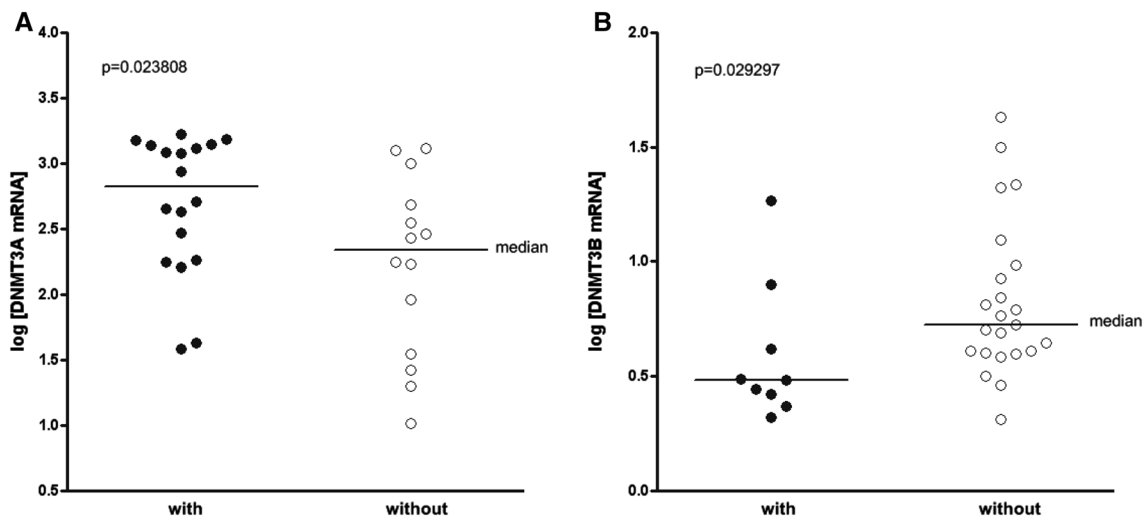 A
p=0.023808
log [DNMT3A mRNA]
4.0
3.5
3.0
2.5
2.0
1.5
1.0
0.5
median
with
without
B
p=0.029297
log [DNMT3B mRNA]
2.0
1.5
1.0
0.5
0.0
median
with
without